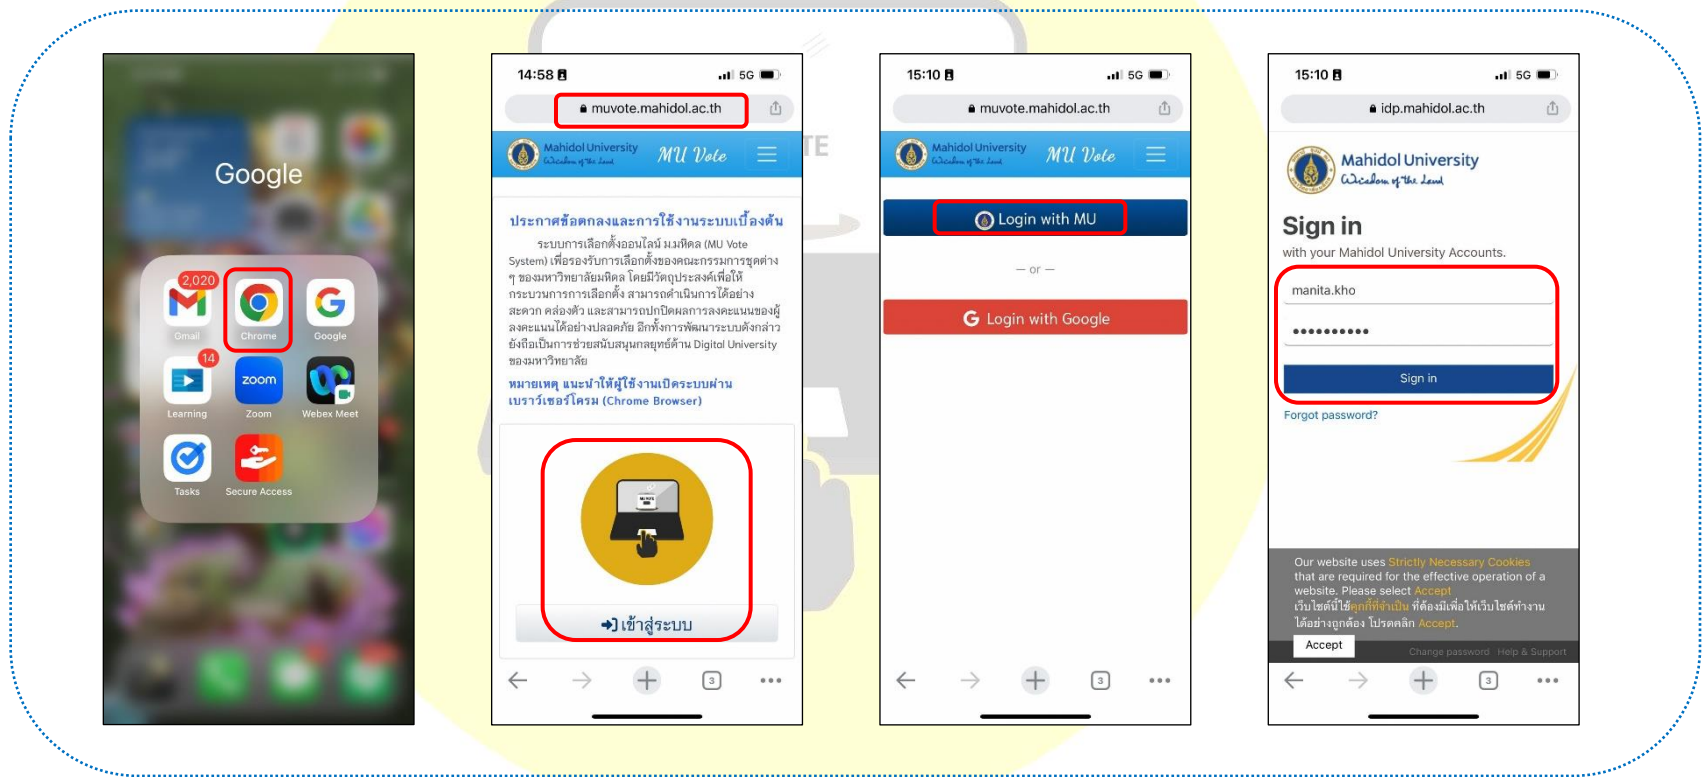 TE
Google
2,020
Gmail
Chrome
Google
14
zoom
Learning
Zoom
Webex Meet
Tasks
Secure Access
14:58
5G
muvote.mahidol.ac.th
Mahidol University
Wisdom of the Land
MU Vote
ประกาศข้อตกลงและการใช้งานระบบเบื้องต้น
ระบบการเลือกตั้งออนไลน์ ม.มหิดล (MU Vote
System) เพื่อรองรับการเลือกตั้งของคณะกรรมการชุดต่าง
ๆ ของมหาวิทยาลัยมหิดล โดยมีวัตถุประสงค์เพื่อให้
กระบวนการการเลือกตั้ง สามารถดำเนินการได้อย่าง
สะดวก คล่องตัว และสามารถปกปิดผลการลงคะแนนของผู้
ลงคะแนนได้อย่างปลอดภัย อีกทั้งการพัฒนาระบบดังกล่าว
ยังถือเป็นการช่วยสนับสนุนกลยุทธ์ด้าน Digital University
ของมหาวิทยาลัย
หมายเหตุ แนะนำให้ผู้ใช้งานเปิดระบบผ่าน
เบราว์เซอร์โครม (Chrome Browser)
เข้าสู่ระบบ
3
15:10
5G
muvote.mahidol.ac.th
Mahidol University
Wisdom of the Land
MU Vote
Login with MU
— or —
Login with Google
3
15:10
5G
idp.mahidol.ac.th
Mahidol University
Wisdom of the Land
Sign in
with your Mahidol University Accounts.
manita.kho
••••••••••
Sign in
Forgot password?
Our website uses Strictly Necessary Cookies
that are required for the effective operation of a
website. Please select Accept
เว็บไซต์นี้ใช้คุกกี้ที่จำเป็น ที่ต้องมีเพื่อให้เว็บไซต์ทำงาน
ได้อย่างถูกต้อง โปรดคลิก Accept.
Accept
Change password Help & Support
3